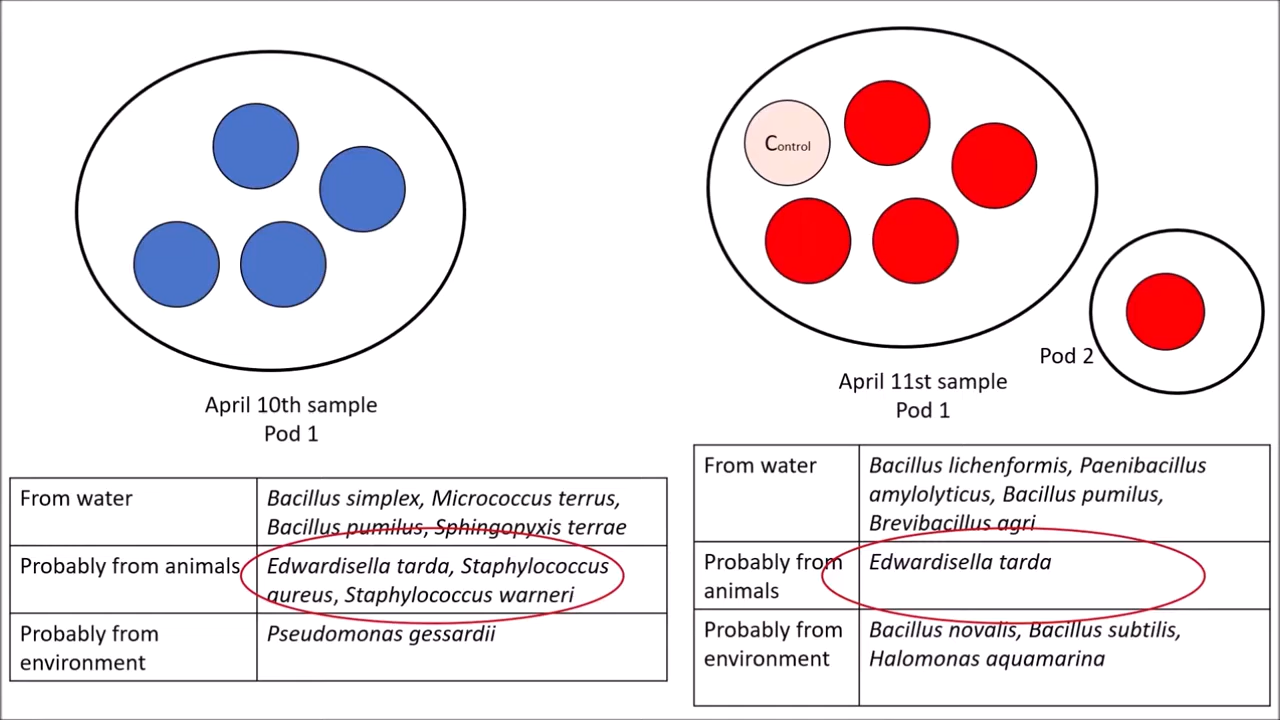 Control
Pod 2
April 10th sample
Pod 1
April 11st sample
Pod 1
From water
Bacillus simplex, Micrococcus terrus,
Bacillus pumilus, Sphingopyxis terrae
Probably from animals
Edwardisella tarda, Staphylococcus
aureus, Staphylococcus warneri
Probably from
environment
Pseudomonas gessardii
From water
Bacillus lichenformis, Paenibacillus
amylolyticus, Bacillus pumilus,
Brevibacillus agri
Probably from
animals
Edwardisella tarda
Probably from
environment
Bacillus novalis, Bacillus subtilis,
Halomonas aquamarina